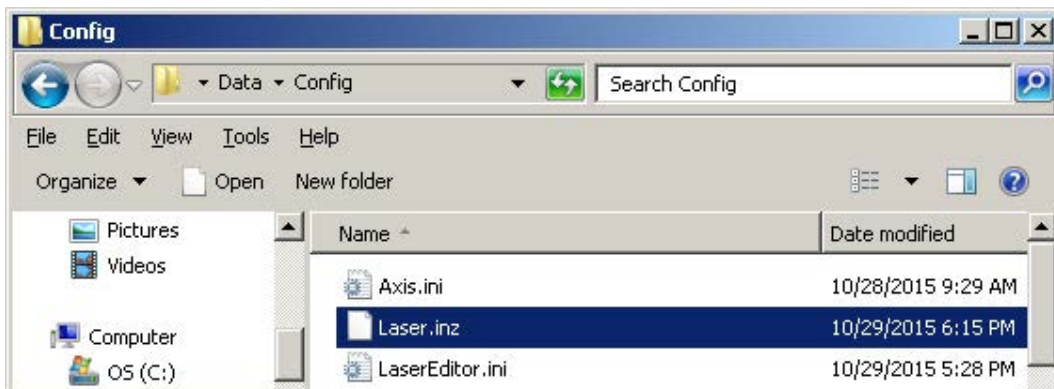 Config
Data Config Search Config
File Edit View Tools Help
Organize Open New folder
Pictures
Videos
Computer
OS (C:)
Name Date modified
Axis.ini 10/28/2015 9:29 AM
Laser.inz 10/29/2015 6:15 PM
LaserEditor.ini 10/29/2015 5:28 PM